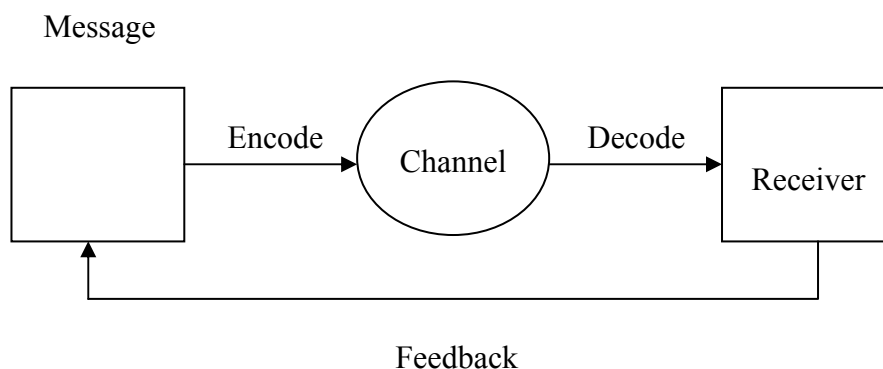 Message
Encode
Channel
Decode
Receiver
Feedback